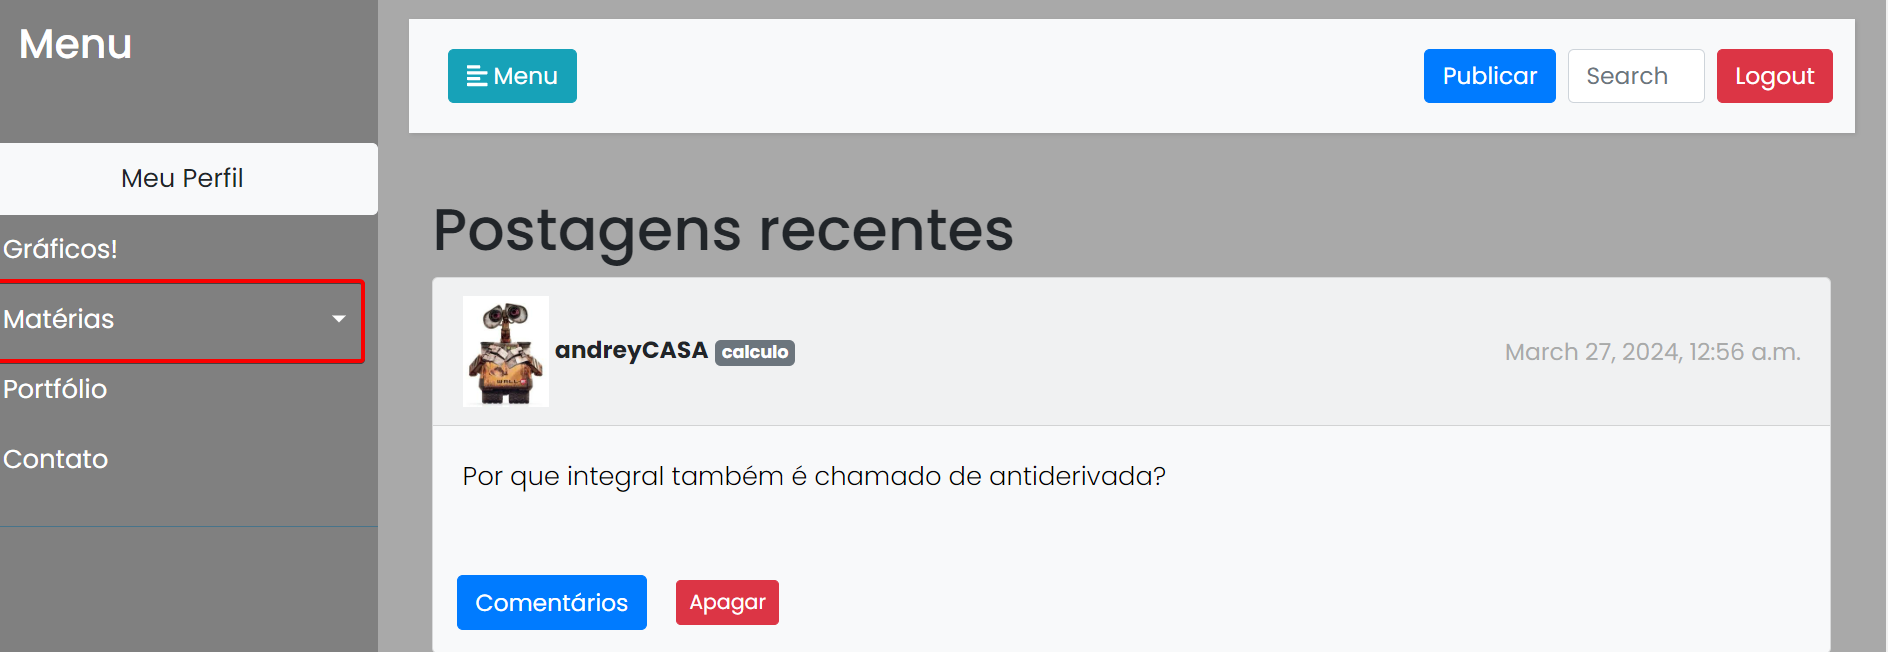 Menu
Meu Perfil
Gráficos!
Matérias
Portfólio
Contato
Menu
Publicar
Search
Logout
Postagens recentes
andreyCASA calculo
March 27, 2024, 12:56 a.m.
WALL·E
Por que integral também é chamado de antiderivada?
Comentários
Apagar